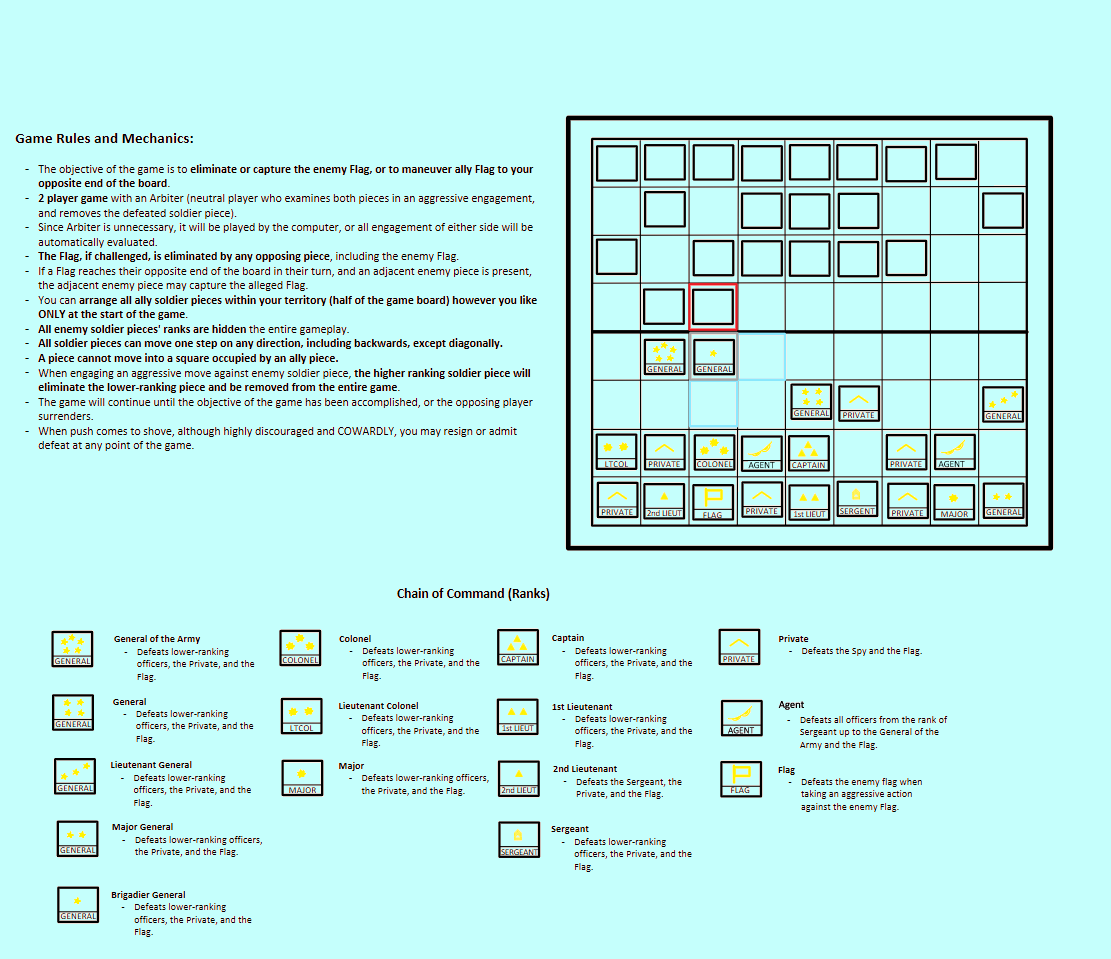 Game Rules and Mechanics:
- The objective of the game is to eliminate or capture the enemy Flag, or to maneuver ally Flag to your
opposite end of the board.
- 2 player game with an Arbiter (neutral player who examines both pieces in an aggressive engagement,
and removes the defeated soldier piece).
- Since Arbiter is unnecessary, it will be played by the computer, or all engagement of either side will be
automatically evaluated.
- The Flag, if challenged, is eliminated by any opposing piece, including the enemy Flag.
- If a Flag reaches their opposite end of the board in their turn, and an adjacent enemy piece is present,
the adjacent enemy piece may capture the alleged Flag.
- You can arrange all ally soldier pieces within your territory (half of the game board) however you like
ONLY at the start of the game.
- All enemy soldier pieces' ranks are hidden the entire gameplay.
- All soldier pieces can move one step on any direction, including backwards, except diagonally.
- A piece cannot move into a square occupied by an ally piece.
- When engaging an aggressive move against enemy soldier piece, the higher ranking soldier piece will
eliminate the lower-ranking piece and be removed from the entire game.
- The game will continue until the objective of the game has been accomplished, or the opposing player
surrenders.
- When push comes to shove, although highly discouraged and COWARDLY, you may resign or admit
defeat at any point of the game.
GENERAL GENERAL
GENERAL PRIVATE GENERAL
LTCOL PRIVATE COLONEL AGENT CAPTAIN PRIVATE AGENT
PRIVATE 2nd LIEUT FLAG PRIVATE 1st LIEUT SERGENT PRIVATE MAJOR GENERAL
Chain of Command (Ranks)
GENERAL
General of the Army
- Defeats lower-ranking
officers, the Private, and the
Flag.
GENERAL
General
- Defeats lower-ranking
officers, the Private, and the
Flag.
GENERAL
Lieutenant General
- Defeats lower-ranking
officers, the Private, and the
Flag.
GENERAL
Major General
- Defeats lower-ranking officers,
the Private, and the Flag.
GENERAL
Brigadier General
- Defeats lower-ranking
officers, the Private, and the
Flag.
COLONEL
Colonel
- Defeats lower-ranking
officers, the Private, and the
Flag.
LTCOL
Lieutenant Colonel
- Defeats lower-ranking
officers, the Private, and the
Flag.
MAJOR
Major
- Defeats lower-ranking officers,
the Private, and the Flag.
CAPTAIN
Captain
- Defeats lower-ranking
officers, the Private, and the
Flag.
1st LIEUT
1st Lieutenant
- Defeats lower-ranking
officers, the Private, and the
Flag.
2nd LIEUT
2nd Lieutenant
- Defeats the Sergeant, the
Private, and the Flag.
SERGEANT
Sergeant
- Defeats lower-ranking
officers, the Private, and the
Flag.
PRIVATE
Private
- Defeats the Spy and the Flag.
AGENT
Agent
- Defeats all officers from the rank of
Sergeant up to the General of the
Army and the Flag.
FLAG
Flag
- Defeats the enemy flag when
taking an aggressive action
against the enemy Flag.